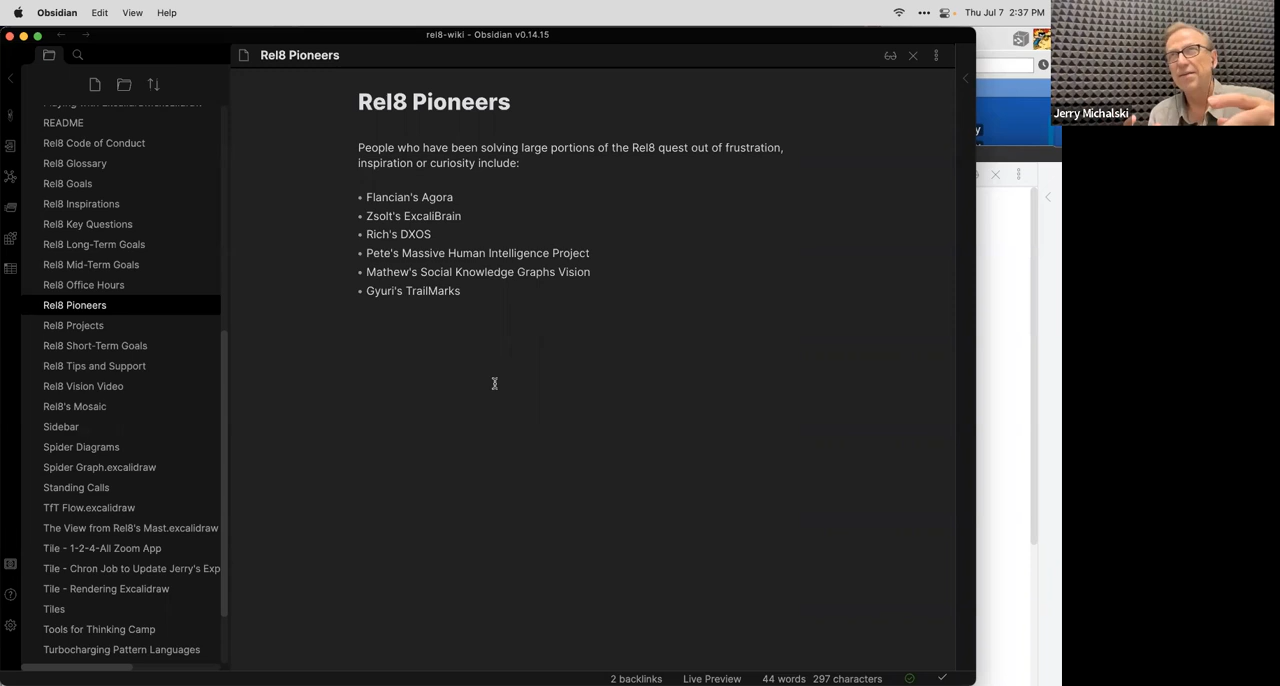 Obsidian Edit View Help
Thu Jul 7 2:37 PM
rel8-wiki - Obsidian v0.14.15
Rel8 Pioneers
README
Rel8 Code of Conduct
Rel8 Glossary
Rel8 Goals
Rel8 Inspirations
Rel8 Key Questions
Rel8 Long-Term Goals
Rel8 Mid-Term Goals
Rel8 Office Hours
Rel8 Pioneers
Rel8 Projects
Rel8 Short-Term Goals
Rel8 Tips and Support
Rel8 Vision Video
Rel8's Mosaic
Sidebar
Spider Diagrams
Spider Graph.excalidraw
Standing Calls
TfT Flow.excalidraw
The View from Rel8's Mast.excalidraw
Tile - 1-2-4-All Zoom App
Tile - Chron Job to Update Jerry's Exp
Tile - Rendering Excalidraw
Tiles
Tools for Thinking Camp
Turbocharging Pattern Languages
Rel8 Pioneers
People who have been solving large portions of the Rel8 quest out of frustration,
inspiration or curiosity include:
• Flancian's Agora
• Zsolt's ExcaliBrain
• Rich's DXOS
• Pete's Massive Human Intelligence Project
• Mathew's Social Knowledge Graphs Vision
• Gyuri's TrailMarks
2 backlinks Live Preview 44 words 297 characters
Jerry Michalski